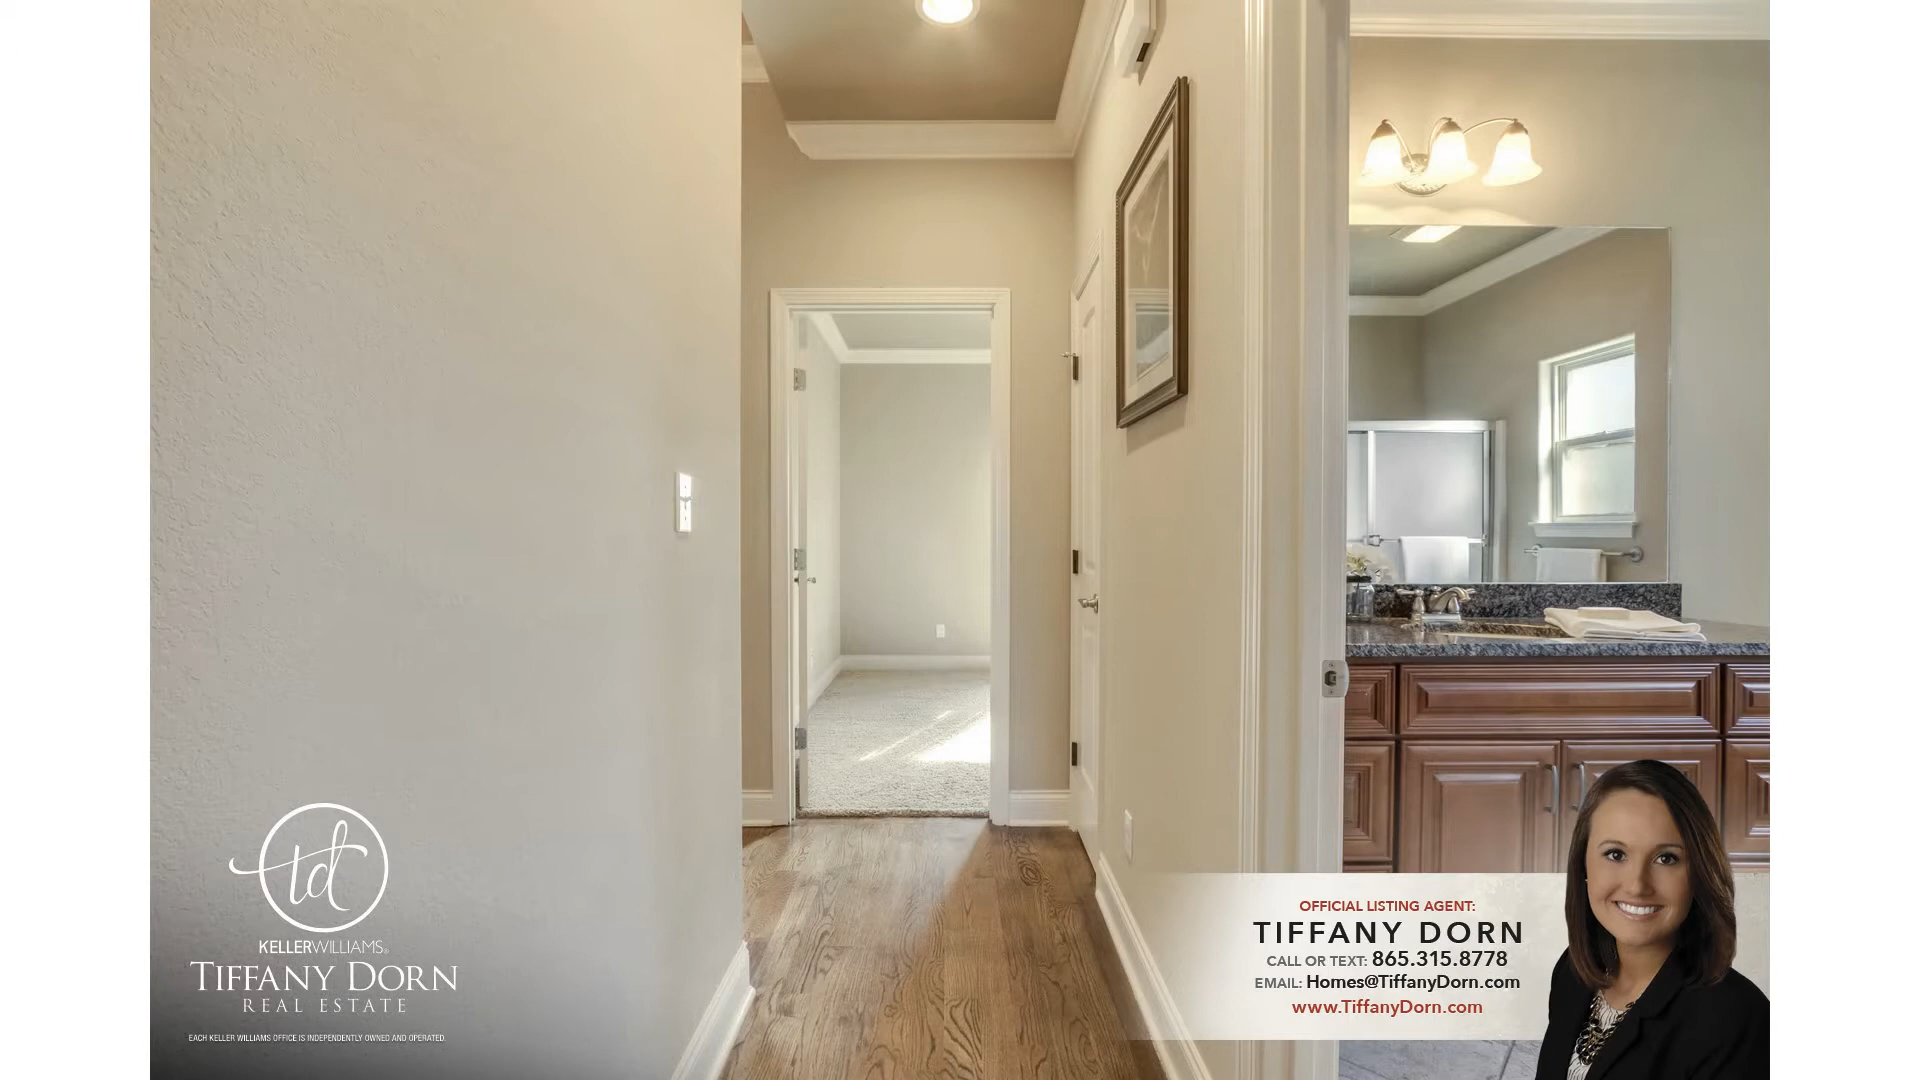 td
KELLERWILLIAMS®
TIFFANY DORN
REAL ESTATE
EACH KELLER WILLIAMS OFFICE IS INDEPENDENTLY OWNED AND OPERATED.
OFFICIAL LISTING AGENT:
TIFFANY DORN
CALL OR TEXT: 865.315.8778
EMAIL: Homes@TiffanyDorn.com
www.TiffanyDorn.com